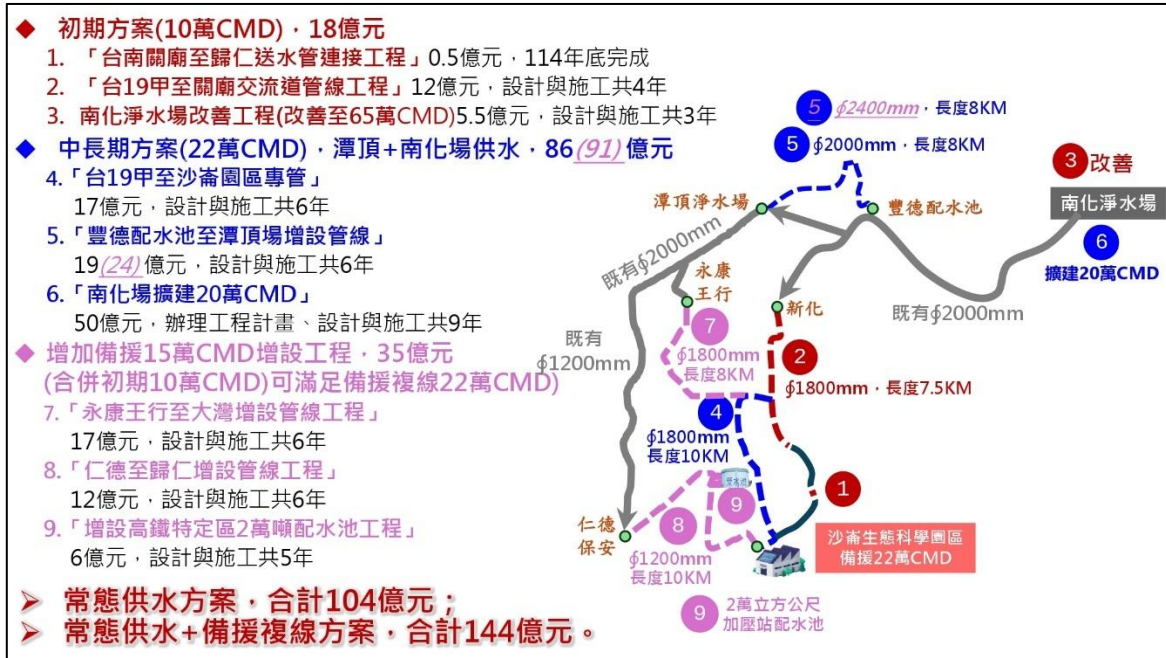 ◆ 初期方案(10萬CMD)，18億元
1. 「台南關廟至歸仁送水管連接工程」0.5億元，114年底完成
2. 「台19甲至關廟交流道管線工程」12億元，設計與施工共4年
3. 南化淨水場改善工程(改善至65萬CMD)5.5億元，設計與施工共3年
◆ 中長期方案(22萬CMD)，潭頂+南化場供水，86(91)億元
4.「台19甲至沙崙園區專管」
17億元，設計與施工共6年
5.「豐德配水池至潭頂場增設管線」
19(24)億元，設計與施工共6年
6.「南化場擴建20萬CMD」
50億元，辦理工程計畫、設計與施工共9年
◆ 增加備援15萬CMD增設工程，35億元
(合併初期10萬CMD)可滿足備援複線22萬CMD)
7.「永康王行至大灣增設管線工程」
17億元，設計與施工共6年
8.「仁德至歸仁增設管線工程」
12億元，設計與施工共6年
9.「增設高鐵特定區2萬噸配水池工程」
6億元，設計與施工共5年
➤ 常態供水方案，合計104億元；
➤ 常態供水+備援複線方案，合計144億元。
5 ∮2400mm，長度8KM
5 ∮2000mm，長度8KM
3 改善
南化淨水場
6
擴建20萬CMD
潭頂淨水場
豐德配水池
既有∮2000mm
既有∮2000mm
永康
王行
新化
既有
∮1200mm
7
∮1800mm
長度8KM
2
∮1800mm，長度7.5KM
4
∮1800mm
長度10KM
1
9
8
∮1200mm
長度10KM
仁德
保安
沙崙生態科學園區
備援22萬CMD
9 2萬立方公尺
加壓站配水池